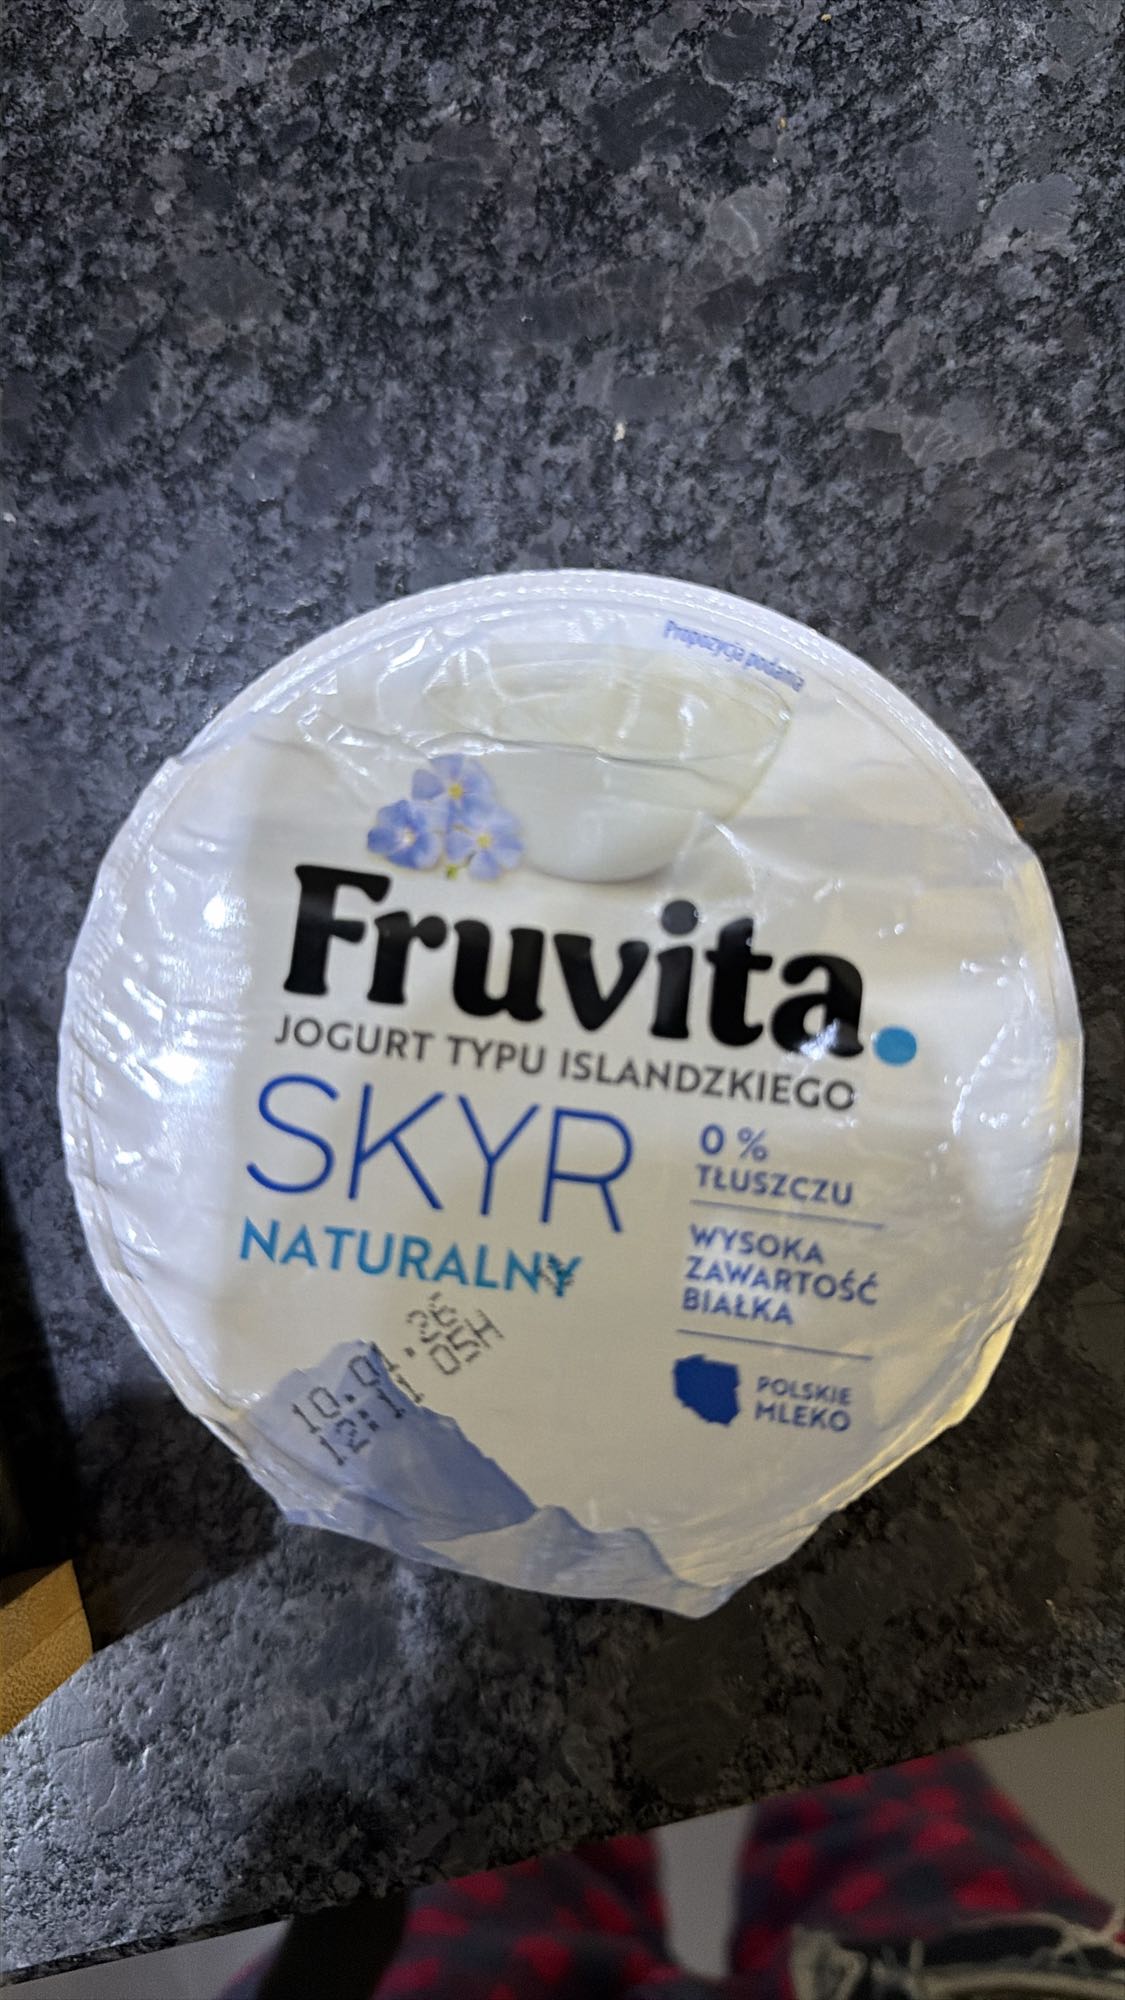 Propozycja podania
Fruvita.
JOGURT TYPU ISLANDZKIEGO
SKYR
NATURALNY
0 %
TŁUSZCZU
WYSOKA
ZAWARTOŚĆ
BIAŁKA
POLSKIE
MLEKO